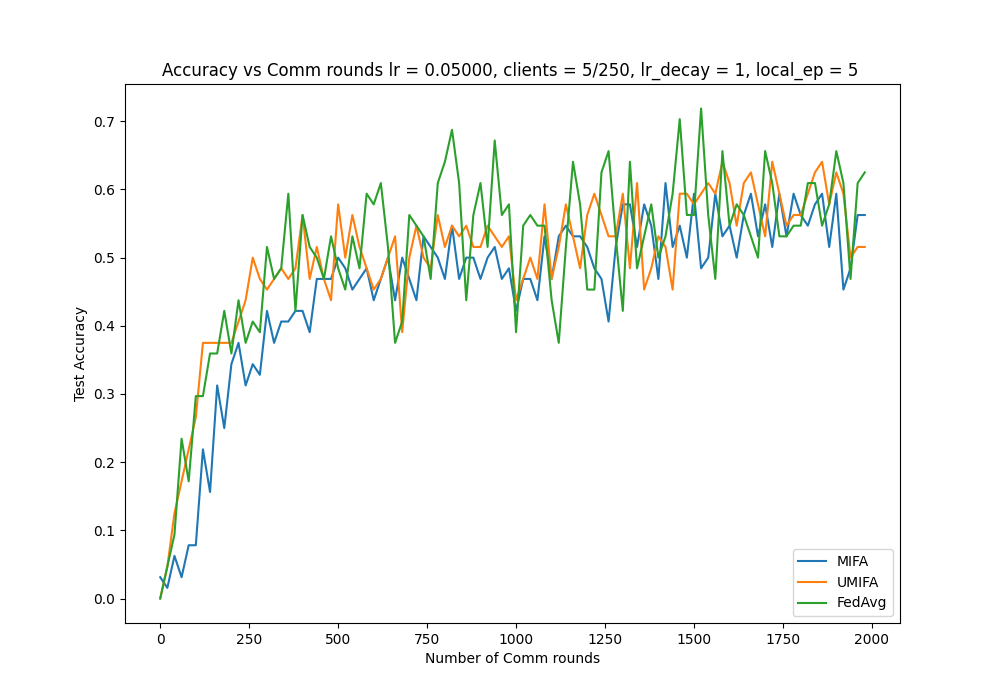 Accuracy vs Comm rounds lr = 0.05000, clients = 5/250, lr_decay = 1, local_ep = 5
Test Accuracy
0.7
0.6
0.5
0.4
0.3
0.2
0.1
0.0
MIFA
UMIFA
FedAvg
0 250 500 750 1000 1250 1500 1750 2000
Number of Comm rounds